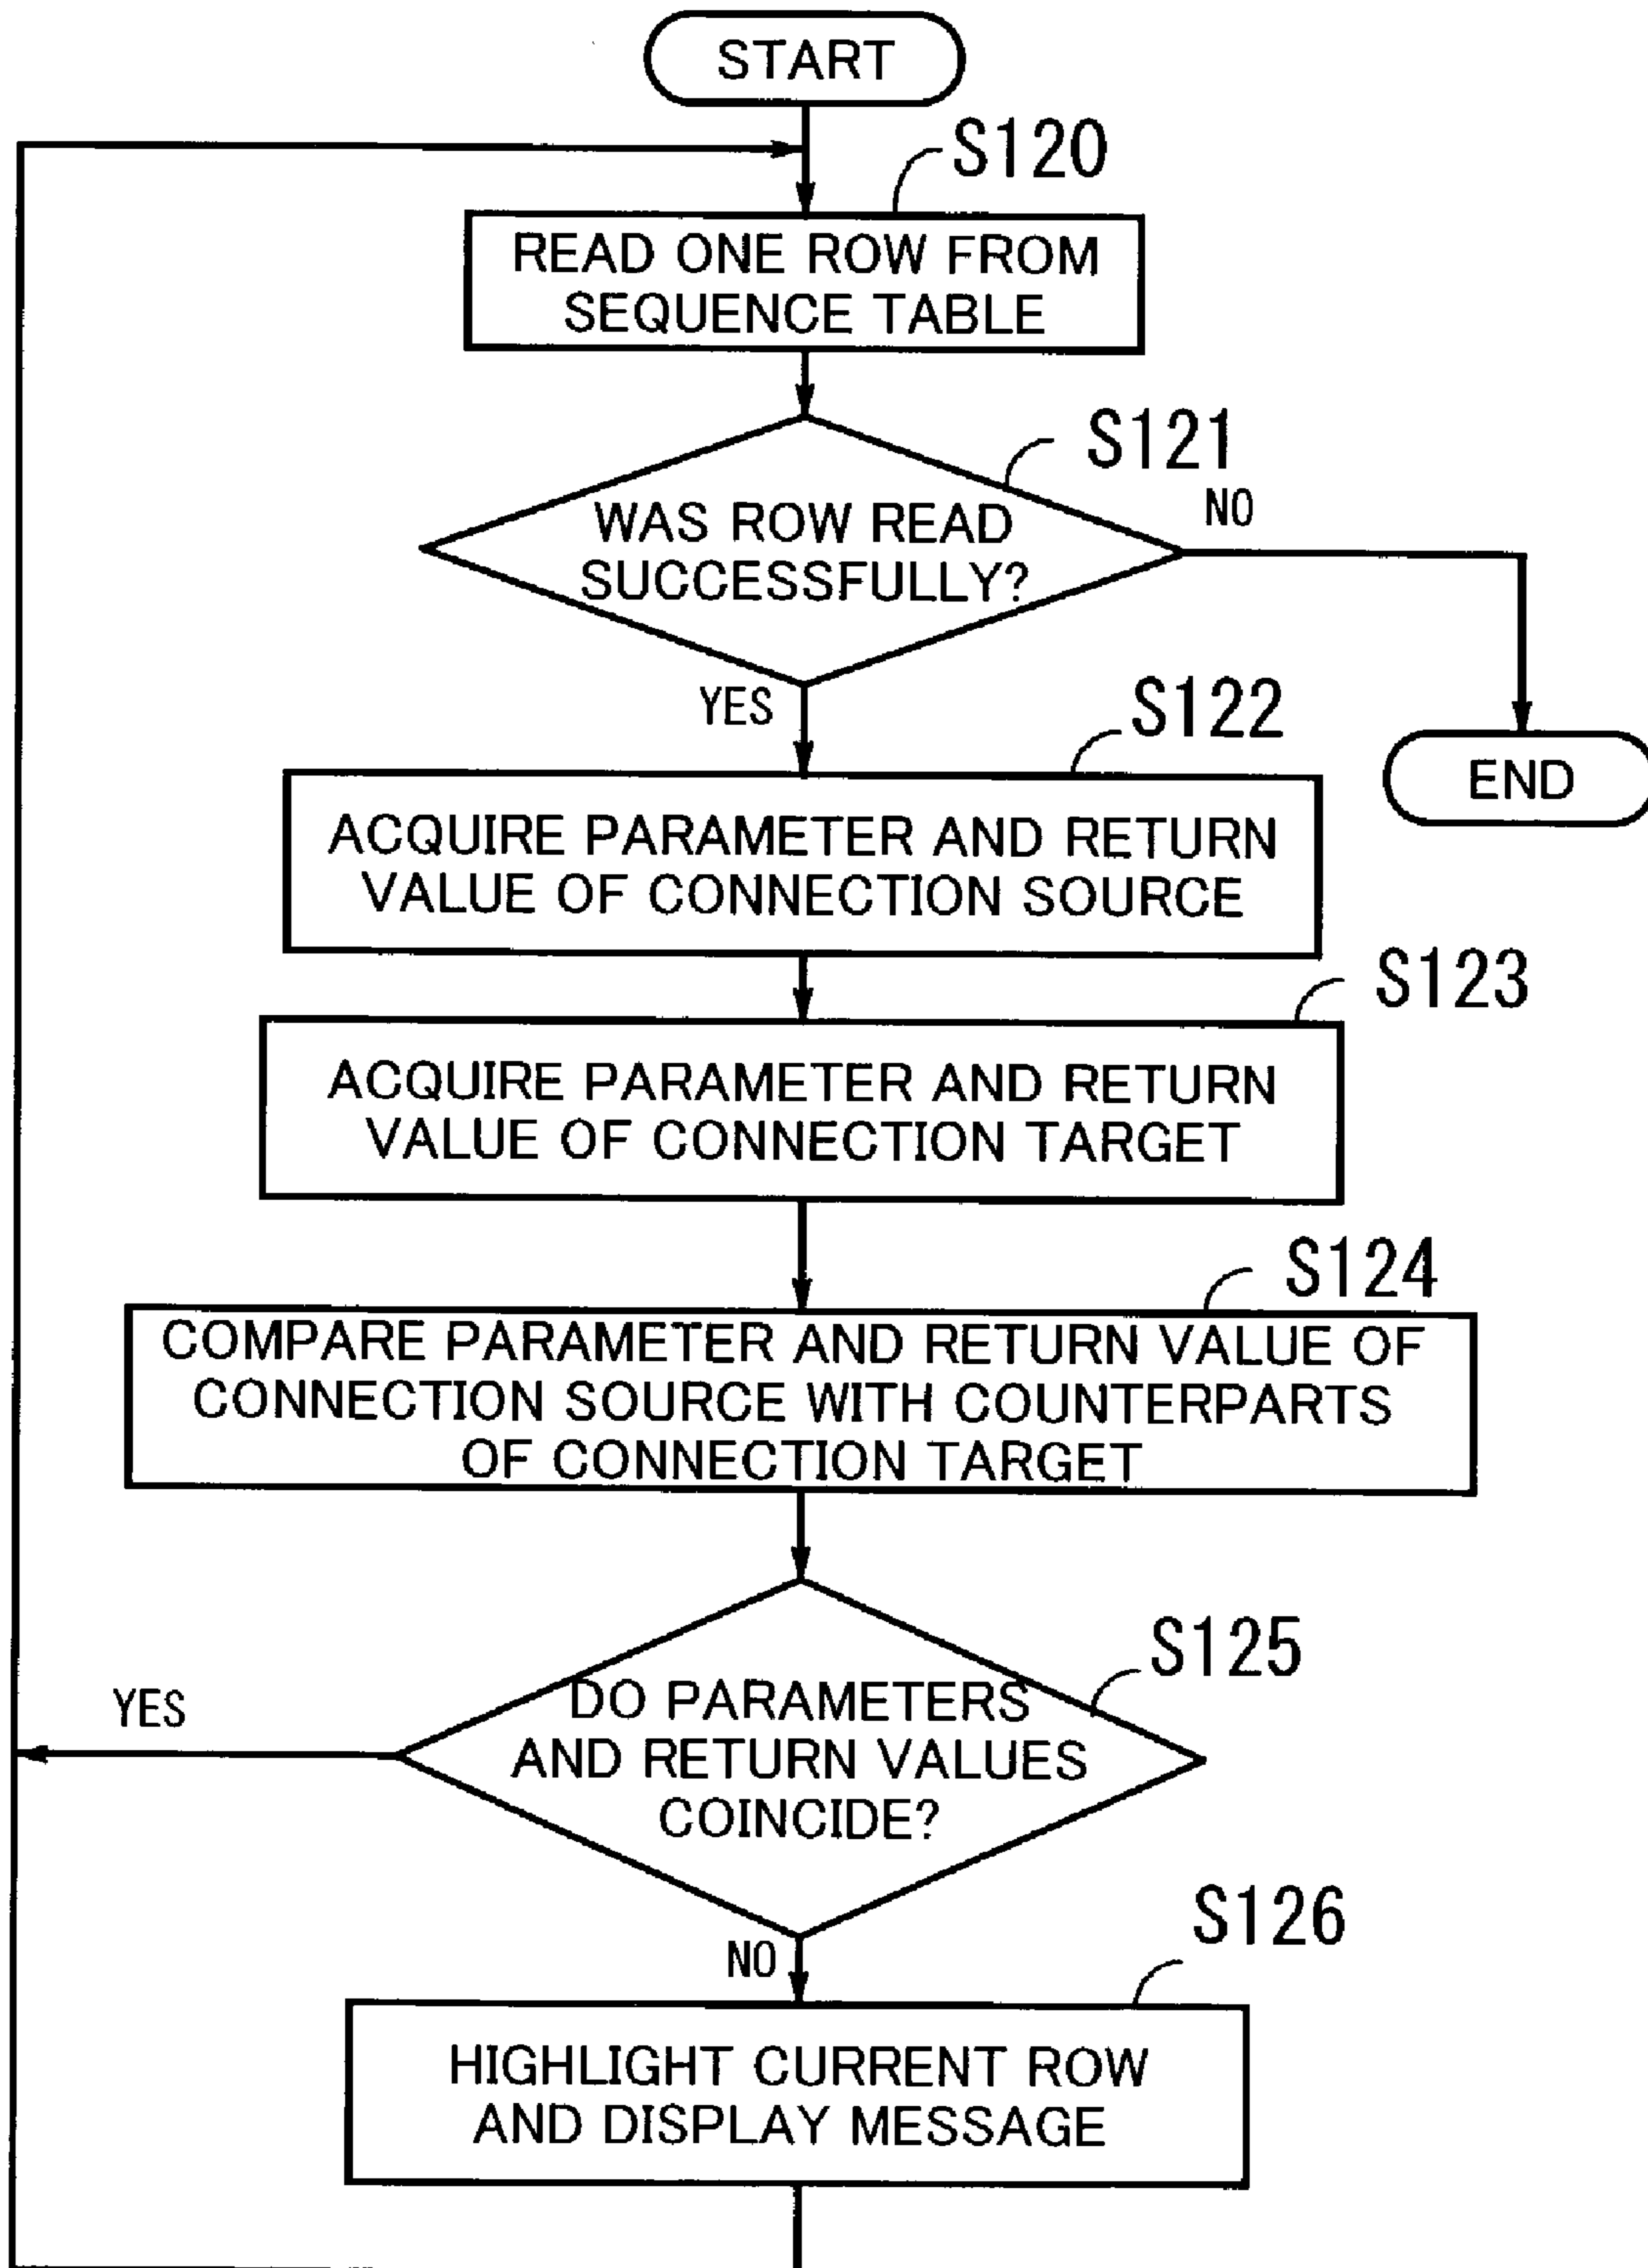 START
S120
READ ONE ROW FROM
SEQUENCE TABLE
S121
WAS ROW READ
SUCCESSFULLY?
NO
YES
S122
END
ACQUIRE PARAMETER AND RETURN
VALUE OF CONNECTION SOURCE
S123
ACQUIRE PARAMETER AND RETURN
VALUE OF CONNECTION TARGET
S124
COMPARE PARAMETER AND RETURN VALUE OF
CONNECTION SOURCE WITH COUNTERPARTS
OF CONNECTION TARGET
S125
DO PARAMETERS
AND RETURN VALUES
COINCIDE?
YES
NO
S126
HIGHLIGHT CURRENT ROW
AND DISPLAY MESSAGE